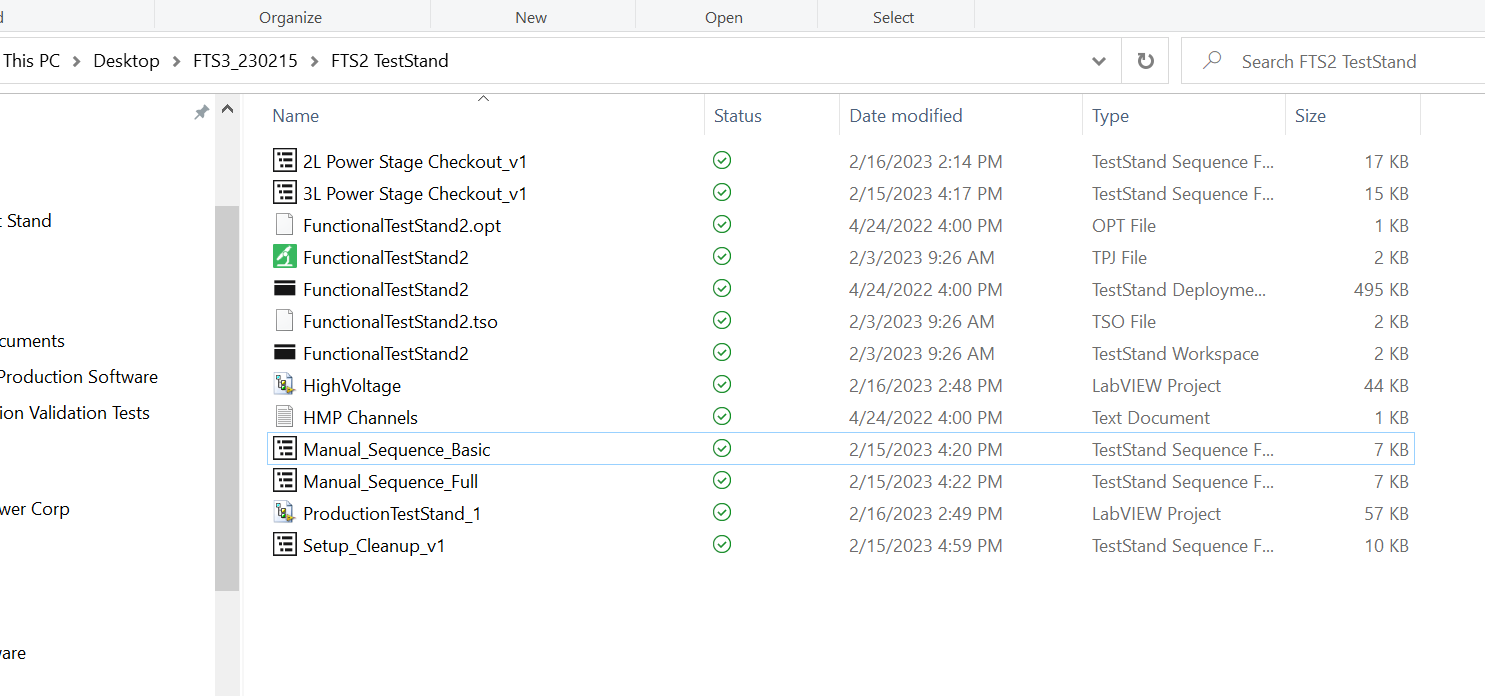 d
Organize New Open Select
This PC > Desktop > FTS3_230215 > FTS2 TestStand
Search FTS2 TestStand
Name Status Date modified Type Size
2L Power Stage Checkout_v1 2/16/2023 2:14 PM TestStand Sequence F... 17 KB
3L Power Stage Checkout_v1 2/15/2023 4:17 PM TestStand Sequence F... 15 KB
FunctionalTestStand2.opt 4/24/2022 4:00 PM OPT File 1 KB
FunctionalTestStand2 2/3/2023 9:26 AM TPJ File 2 KB
FunctionalTestStand2 4/24/2022 4:00 PM TestStand Deployme... 495 KB
FunctionalTestStand2.tso 2/3/2023 9:26 AM TSO File 2 KB
FunctionalTestStand2 2/3/2023 9:26 AM TestStand Workspace 2 KB
HighVoltage 2/16/2023 2:48 PM LabVIEW Project 44 KB
HMP Channels 4/24/2022 4:00 PM Text Document 1 KB
Manual_Sequence_Basic 2/15/2023 4:20 PM TestStand Sequence F... 7 KB
Manual_Sequence_Full 2/15/2023 4:22 PM TestStand Sequence F... 7 KB
ProductionTestStand_1 2/16/2023 2:49 PM LabVIEW Project 57 KB
Setup_Cleanup_v1 2/15/2023 4:59 PM TestStand Sequence F... 10 KB
t Stand
cuments
Production Software
ion Validation Tests
wer Corp
ware